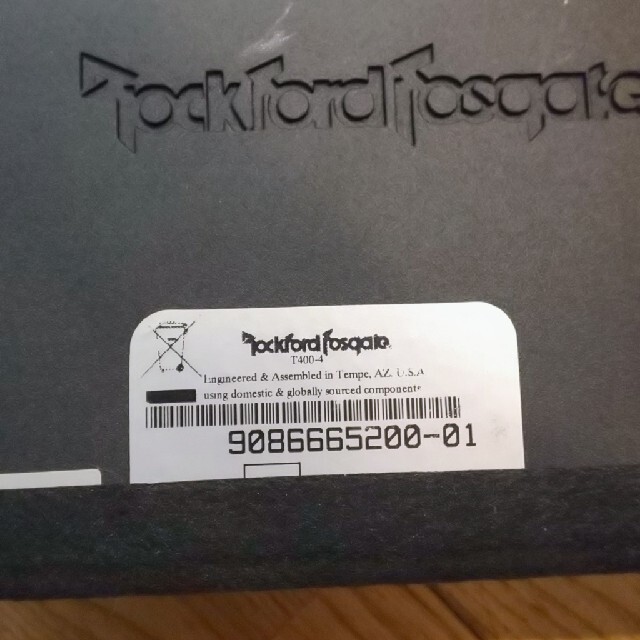 Rockford Fosgate
Rockford Fosgate
T400-4
Engineered & Assembled in Tempe, AZ. U.S.A
using domestic & globally sourced components
9086665200-01